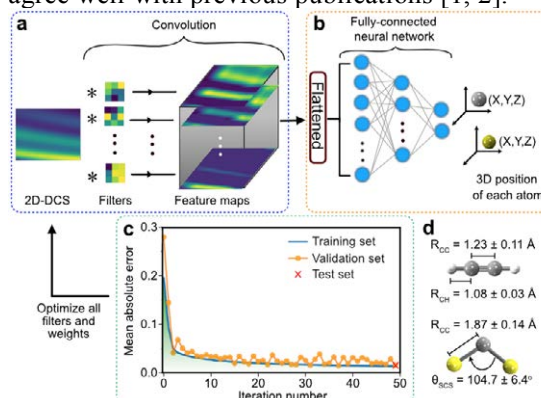 agree well with previous publications [1, 2].
a
Convolution
2D-DCS
Filters
Feature maps
b
Fully-connected
neural network
Flattened
(X,Y,Z)
(X,Y,Z)
3D position
of each atom
Optimize all
filters and
weights
c
Training set
Validation set
Test set
Mean absolute error
0.3
0.2
0.1
0.0
0
10
20
30
40
50
Iteration number
d
R_CC = 1.23 ± 0.11 Å
R_CH = 1.08 ± 0.03 Å
R_CC = 1.87 ± 0.14 Å
θ_SCS = 104.7 ± 6.4°